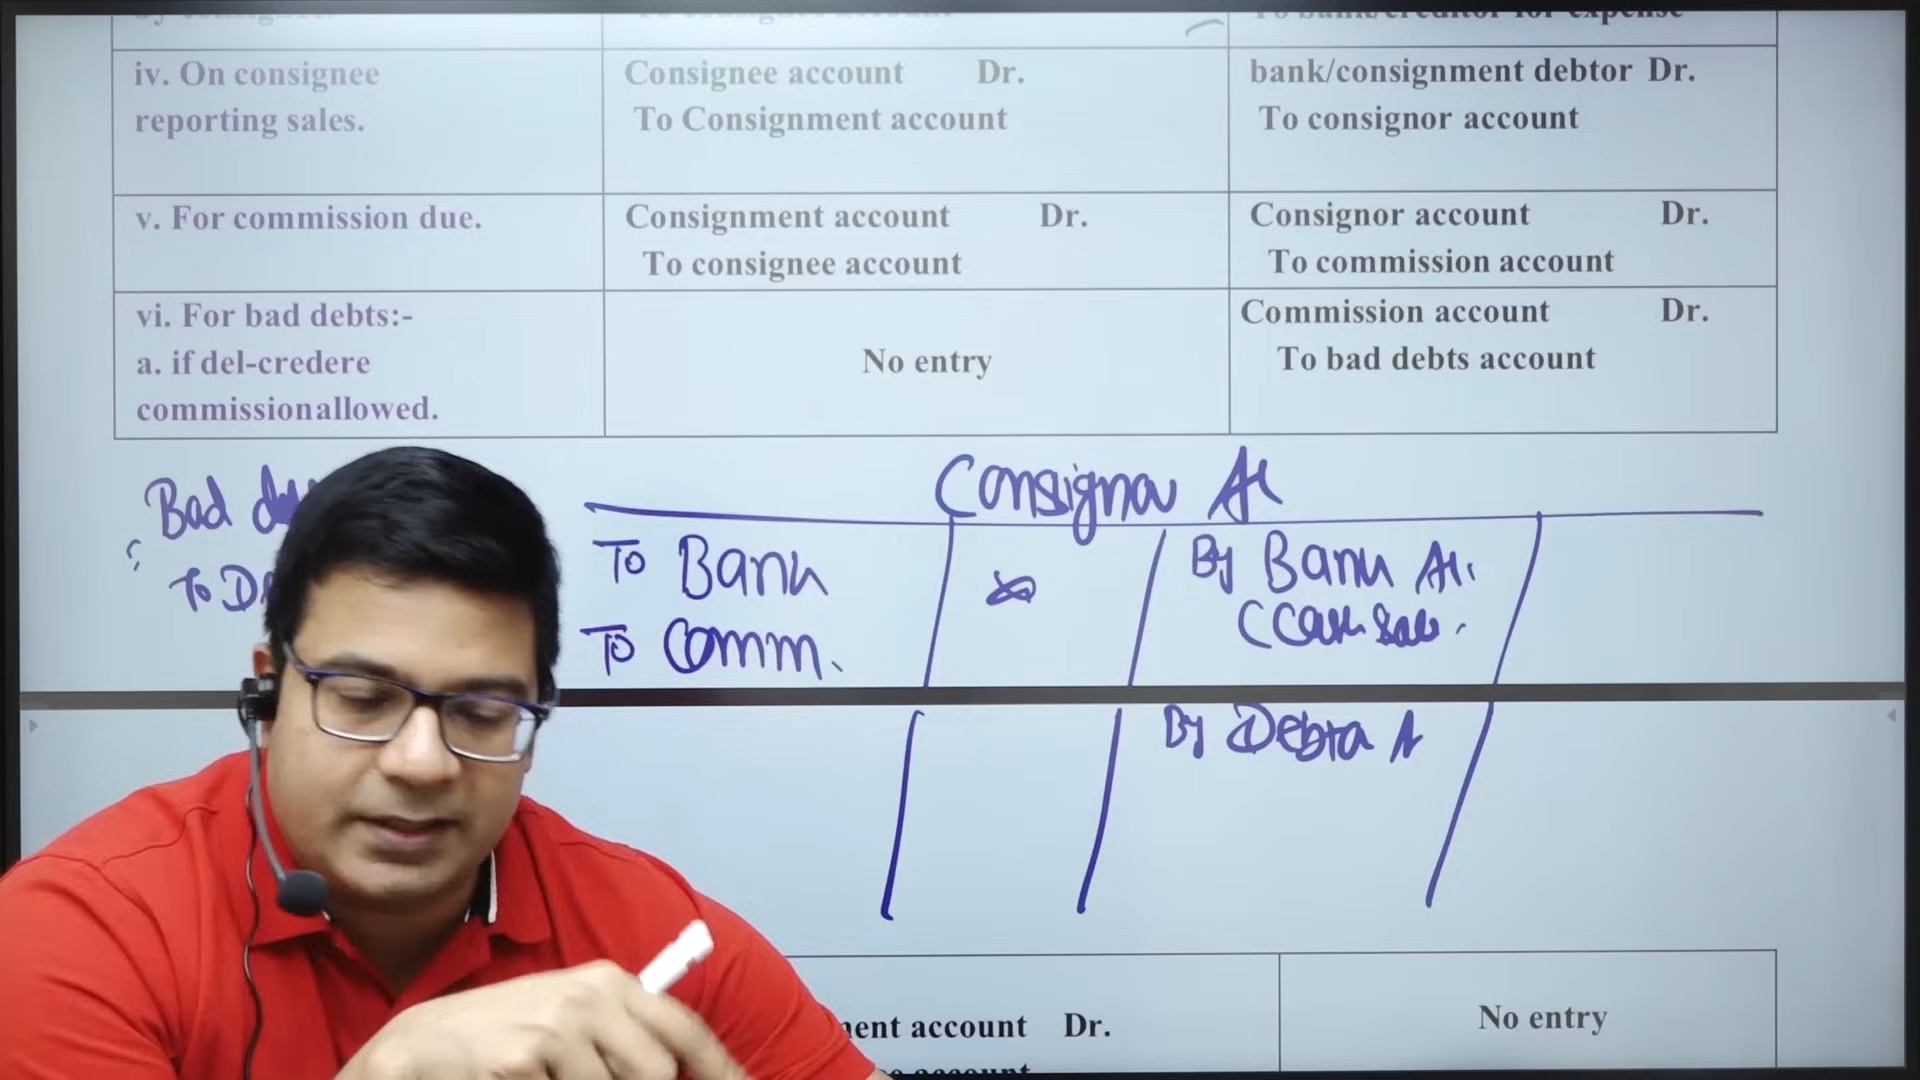 iv. On consignee
reporting sales.
Consignee account Dr.
To Consignment account
bank/consignment debtor Dr.
To consignor account
v. For commission due.
Consignment account Dr.
To consignee account
Consignor account Dr.
To commission account
vi. For bad debts:-
a. if del-credere
commissionallowed.
No entry
Commission account Dr.
To bad debts account
Bad
To
Consignor A/c
To Bank
To Comm.
By Bank A/c.
(Cash Sale.
By Debtor A
account Dr.
No entry